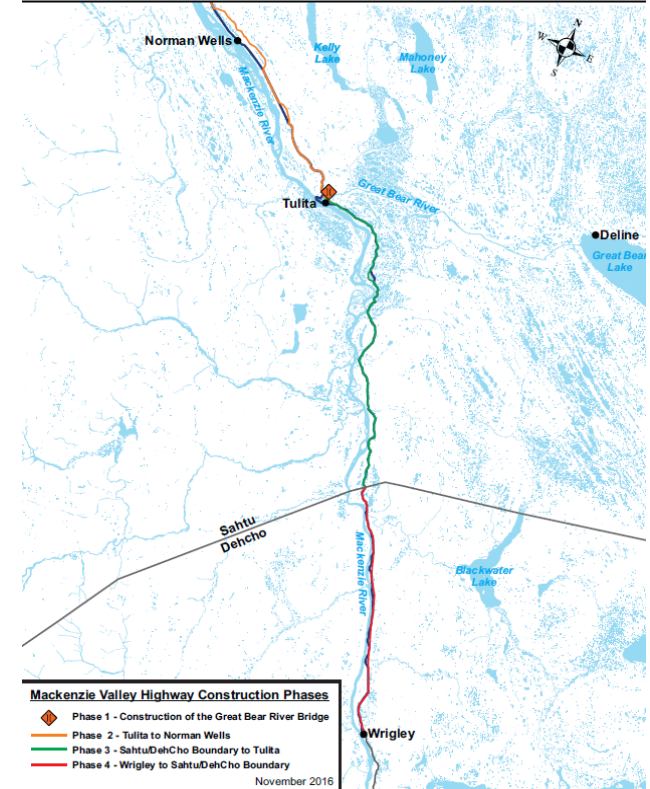 Norman Wells
Kelly
Lake
Mahoney
Lake
N
W
E
S
Mackenzie River
Great Bear River
Tulita
Deline
Great Bear
Lake
Sahtu
Dehcho
Mackenzie River
Blackwater
Lake
Wrigley
Mackenzie Valley Highway Construction Phases
Phase 1 - Construction of the Great Bear River Bridge
Phase 2 - Tulita to Norman Wells
Phase 3 - Sahtu/DehCho Boundary to Tulita
Phase 4 - Wrigley to Sahtu/DehCho Boundary
November 2016